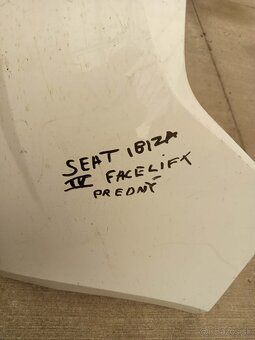 SEAT IBIZA
IV FACELIFT
PREDNÝ